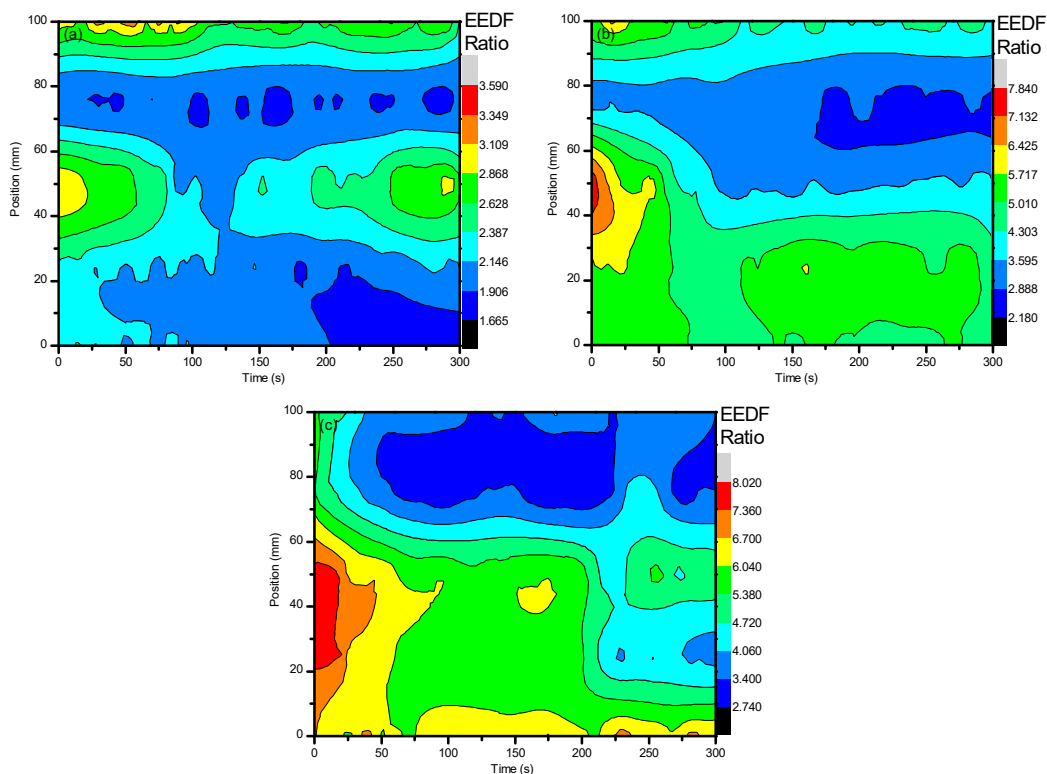 (a)
EEDF
Ratio
3.590
3.349
3.109
2.868
2.628
2.387
2.146
1.906
1.665
100
80
60
40
20
0
Position (mm)
0 50 100 150 200 250 300
Time (s)
(b)
EEDF
Ratio
7.840
7.132
6.425
5.717
5.010
4.303
3.595
2.888
2.180
100
80
60
40
20
0
Position (mm)
0 50 100 150 200 250 300
Time (s)
(c)
EEDF
Ratio
8.020
7.360
6.700
6.040
5.380
4.720
4.060
3.400
2.740
100
80
60
40
20
0
Position (mm)
0 50 100 150 200 250 300
Time (s)